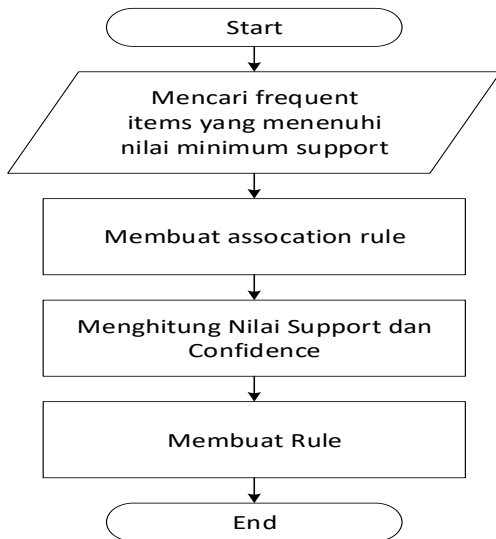 Start
Mencari frequent
items yang menenuhi
nilai minimum support
Membuat assocation rule
Menghitung Nilai Support dan
Confidence
Membuat Rule
End